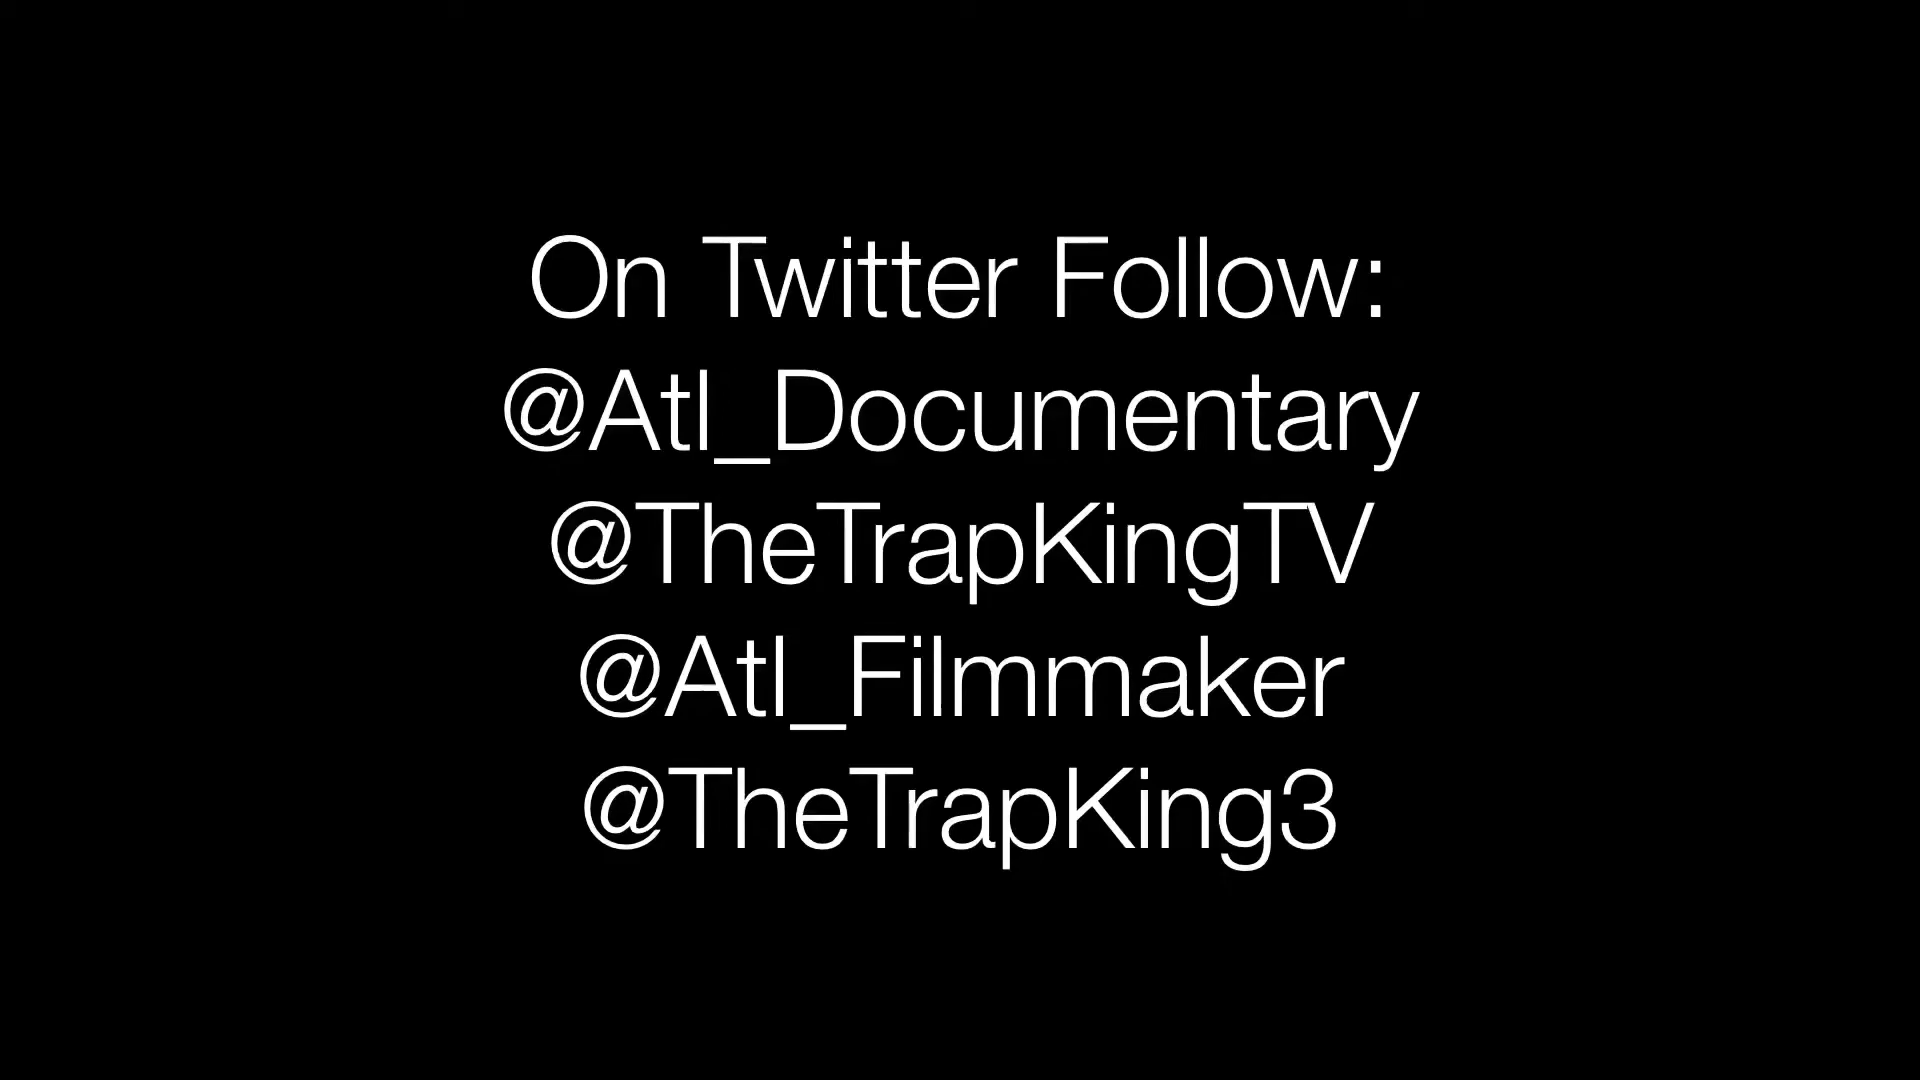 On Twitter Follow:
@Atl_Documentary
@TheTrapKingTV
@Atl_Filmmaker
@TheTrapKing3